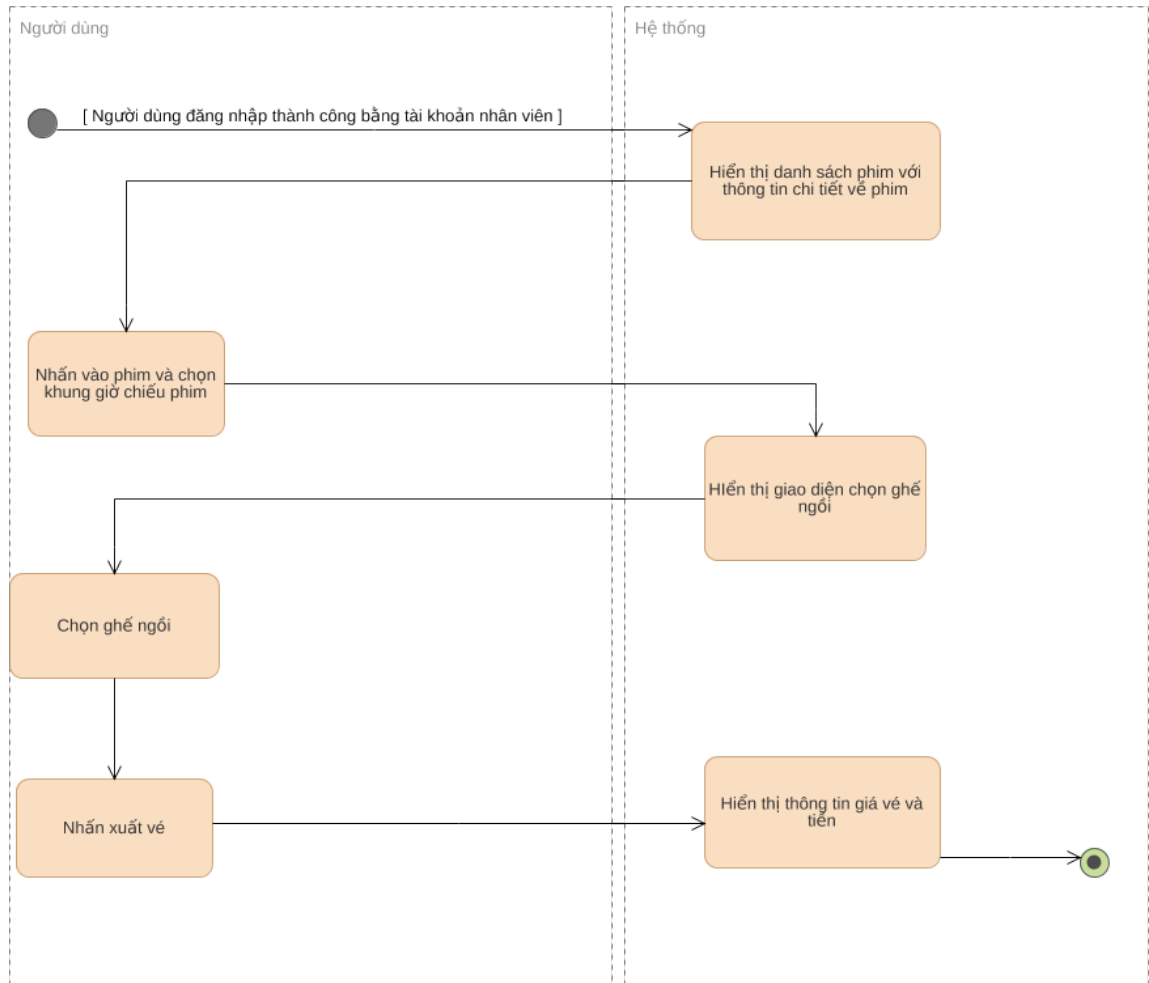 Người dùng
Hệ thống
[ Người dùng đăng nhập thành công bằng tài khoản nhân viên ]
Hiển thị danh sách phim với
thông tin chi tiết về phim
Nhấn vào phim và chọn
khung giờ chiếu phim
HIển thị giao diện chọn ghế
ngồi
Chọn ghế ngồi
Nhấn xuất vé
Hiển thị thông tin giá vé và
tiền